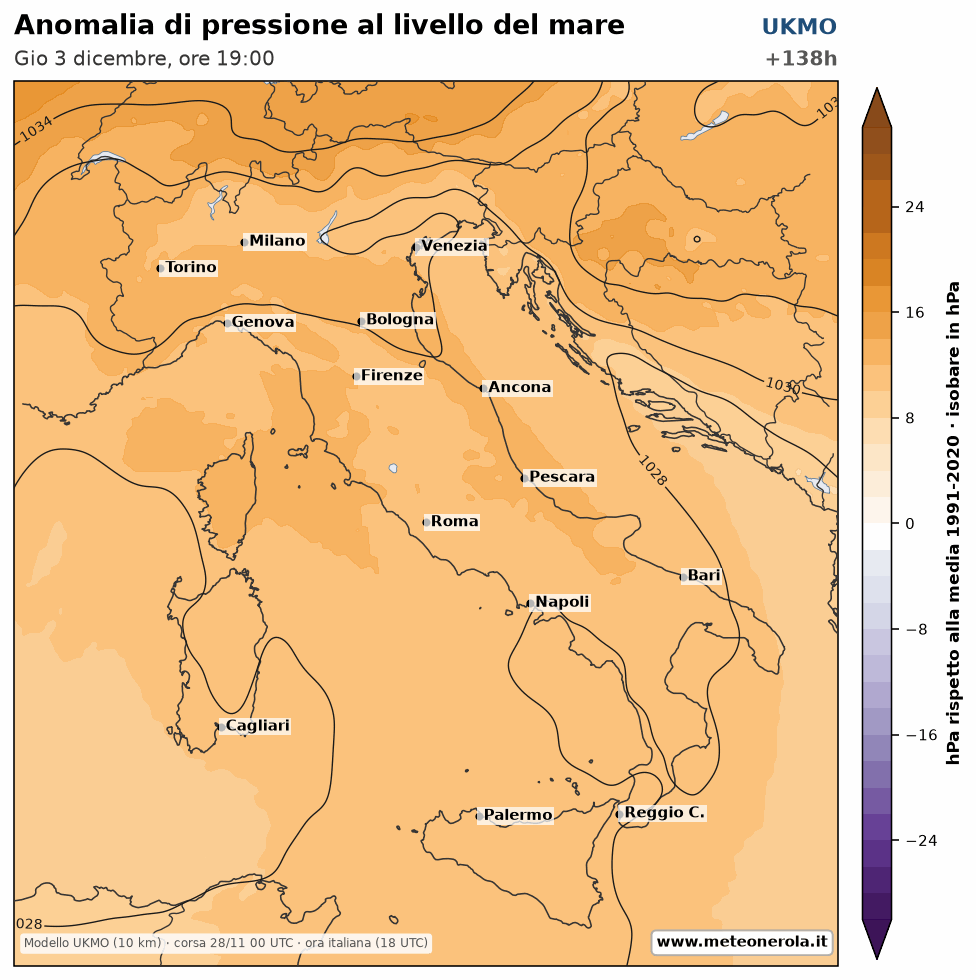 Anomalia di pressione al livello del mare
UKMO
Gio 3 dicembre, ore 19:00
+138h
1034
103
Milano
Venezia
Torino
Genova
Bologna
Firenze
Ancona
1030
1028
Pescara
Roma
Bari
Napoli
Cagliari
Palermo
Reggio C.
028
Modello UKMO (10 km) · corsa 28/11 00 UTC · ora italiana (18 UTC)
www.meteonerola.it
24
16
8
0
−8
−16
−24
hPa rispetto alla media 1991-2020 · isobare in hPa